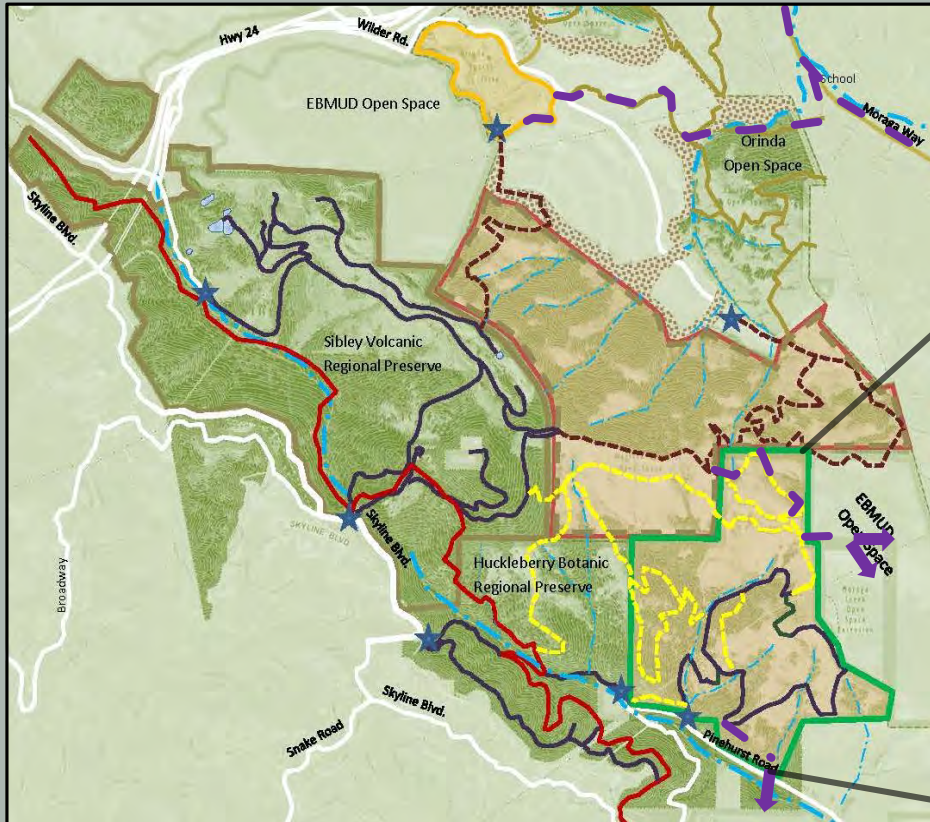 Hwy 24
Wilder Rd.
EBMUD Open Space
School
Moraga Way
Orinda
Open Space
Skyline Blvd.
Sibley Volcanic
Regional Preserve
SKYLINE BLVD
Skyline Blvd.
EBMUD
Open Space
Broadway
Huckleberry Botanic
Regional Preserve
Skyline Blvd.
Snake Road
Pinehurst Road